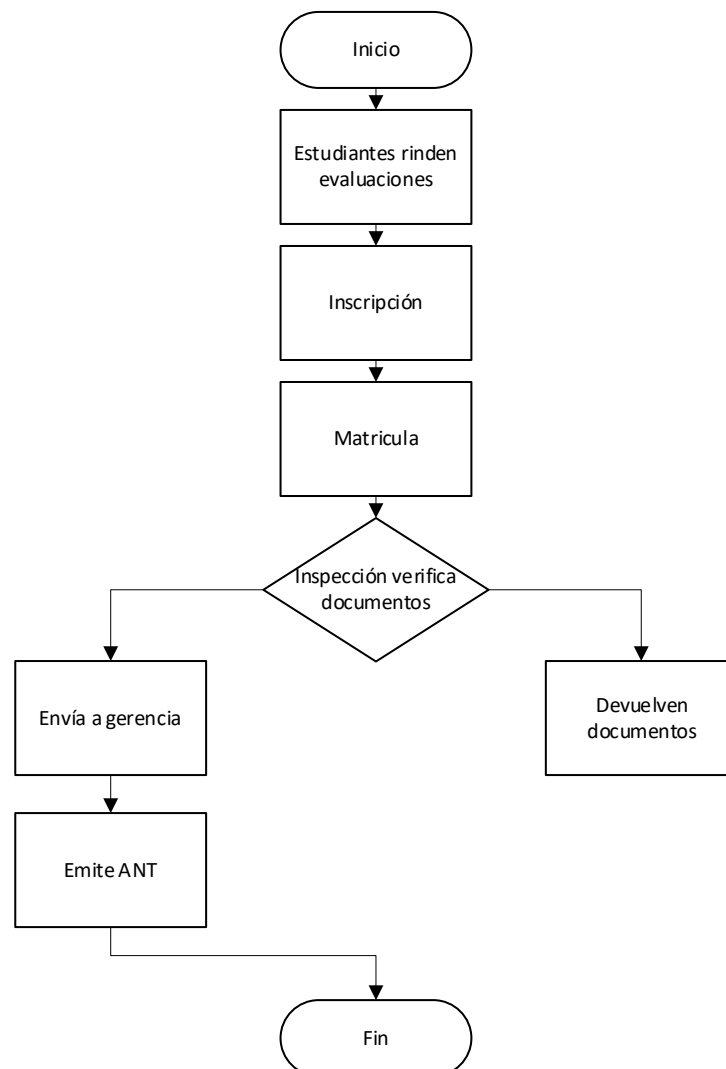 Inicio
Estudiantes rinden
evaluaciones
Inscripción
Matricula
Inspección verifica
documentos
Envía a gerencia
Devuelven
documentos
Emite ANT
Fin